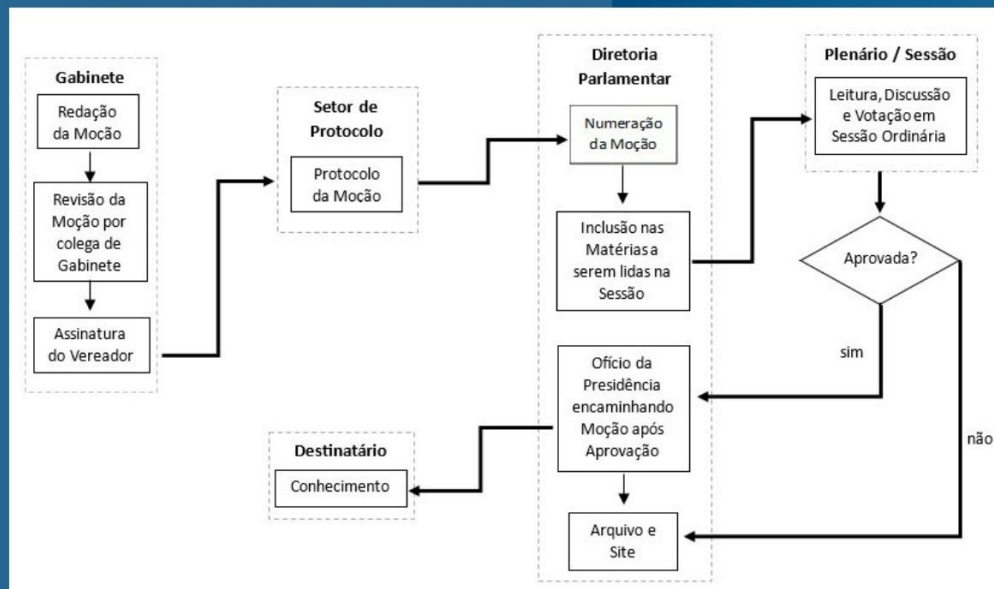 Gabinete
Redação
da Moção
Revisão da
Moção por
colega de
Gabinete
Assinatura
do Vereador
Setor de
Protocolo
Protocolo
da Moção
Diretoria
Parlamentar
Numeração
da Moção
Inclusão nas
Matérias a
serem lidas na
Sessão
Plenário / Sessão
Leitura, Discussão
e Votação em
Sessão Ordinária
Aprovada?
sim
não
Ofício da
Presidência
encaminhando
Moção após
Aprovação
Destinatário
Conhecimento
Arquivo e
Site